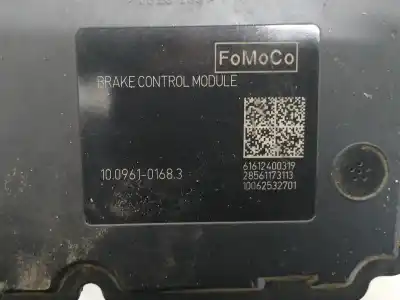 FoMoCo
BRAKE CONTROL MODULE
61612400319
10.0961-0168.3
28561173113
10062532701